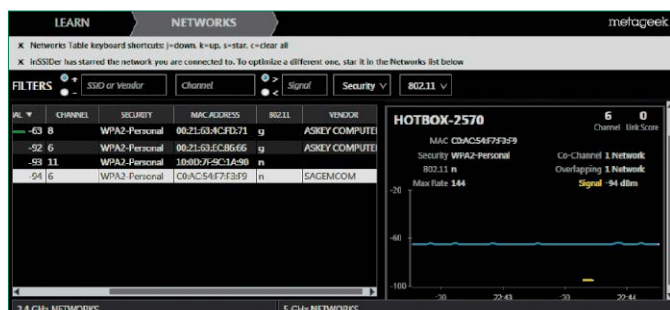 LEARN NETWORKS metageek
x Networks Table keyboard shortcuts: j=down, k=up, s=star, c=clear all
x inSSIDer has starred the network you are connected to. To optimize a different one, star it in the Networks list below
FILTERS + - SSID or Vendor Channel > < Signal Security ∨ 802.11 ∨
AL ▼ CHANNEL SECURITY MAC ADDRESS 802.11 VENDOR
-63 8 WPA2-Personal 00:21:63:4C:FD:71 g ASKEY COMPUTE
-92 6 WPA2-Personal 00:21:63:EC:86:66 g ASKEY COMPUTE
-93 11 WPA2-Personal 10:0D:7F:9C:1A:90 n
-94 6 WPA2-Personal C0:AC:54:F7:F3:F9 n SAGEMCOM
HOTBOX-2570 6 0
Channel Link Score
MAC C0:AC:54:F7:F3:F9
Security WPA2-Personal Co-Channel 1 Network
802.11 n Overlapping 1 Network
Max Rate 144 Signal -94 dBm
-20
-60
-100
:30 22:43 :30 22:44
2.4 GHz NETWORKS 5 GHz NETWORKS